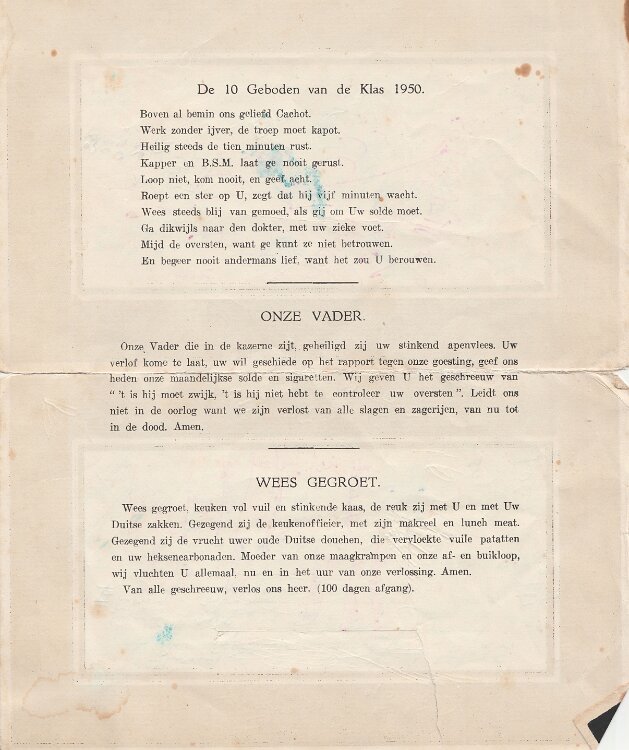 De 10 Geboden van de Klas 1950.
Boven al bemin ons geliefd Cachot.
Werk zonder ijver, de troep moet kapot.
Heilig steeds de tien minuten rust.
Kapper en B.S.M. laat ge nooit gerust.
Loop niet, kom nooit, en geef acht.
Roept een ster op U, zegt dat hij vijf minuten wacht.
Wees steeds blij van gemoed, als gij om Uw solde moet.
Ga dikwijls naar den dokter, met uw zieke voet.
Mijd de oversten, want ge kunt ze niet betrouwen.
En begeer nooit andermans lief, want het zou U berouwen.
ONZE VADER.
Onze Vader die in de kazerne zijt, geheiligd zij uw stinkend apenvlees. Uw
verlof kome te laat, uw wil geschiede op het rapport tegen onze goesting, geef ons
heden onze maandelijkse solde en sigaretten. Wij geven U het geschreeuw van
“ 't is hij moet zwijk, 't is hij niet hebt te controleer uw oversten ”. Leidt ons
niet in de oorlog want we zijn verlost van alle slagen en zagerijen, van nu tot
in de dood. Amen.
WEES GEGROET.
Wees gegroet, keuken vol vuil en stinkende kaas, de reuk zij met U en met Uw
Duitse zakken. Gezegend zij de keukenofficier, met zijn makreel en lunch meat.
Gezegend zij de vrucht uwer oude Duitse douchen, die vervloekte vuile patatten
en uw heksencarbonaden. Moeder van onze maagkrampen en onze af- en buikloop,
wij vluchten U allemaal, nu en in het uur van onze verlossing. Amen.
Van alle geschreeuw, verlos ons heer. (100 dagen afgang).